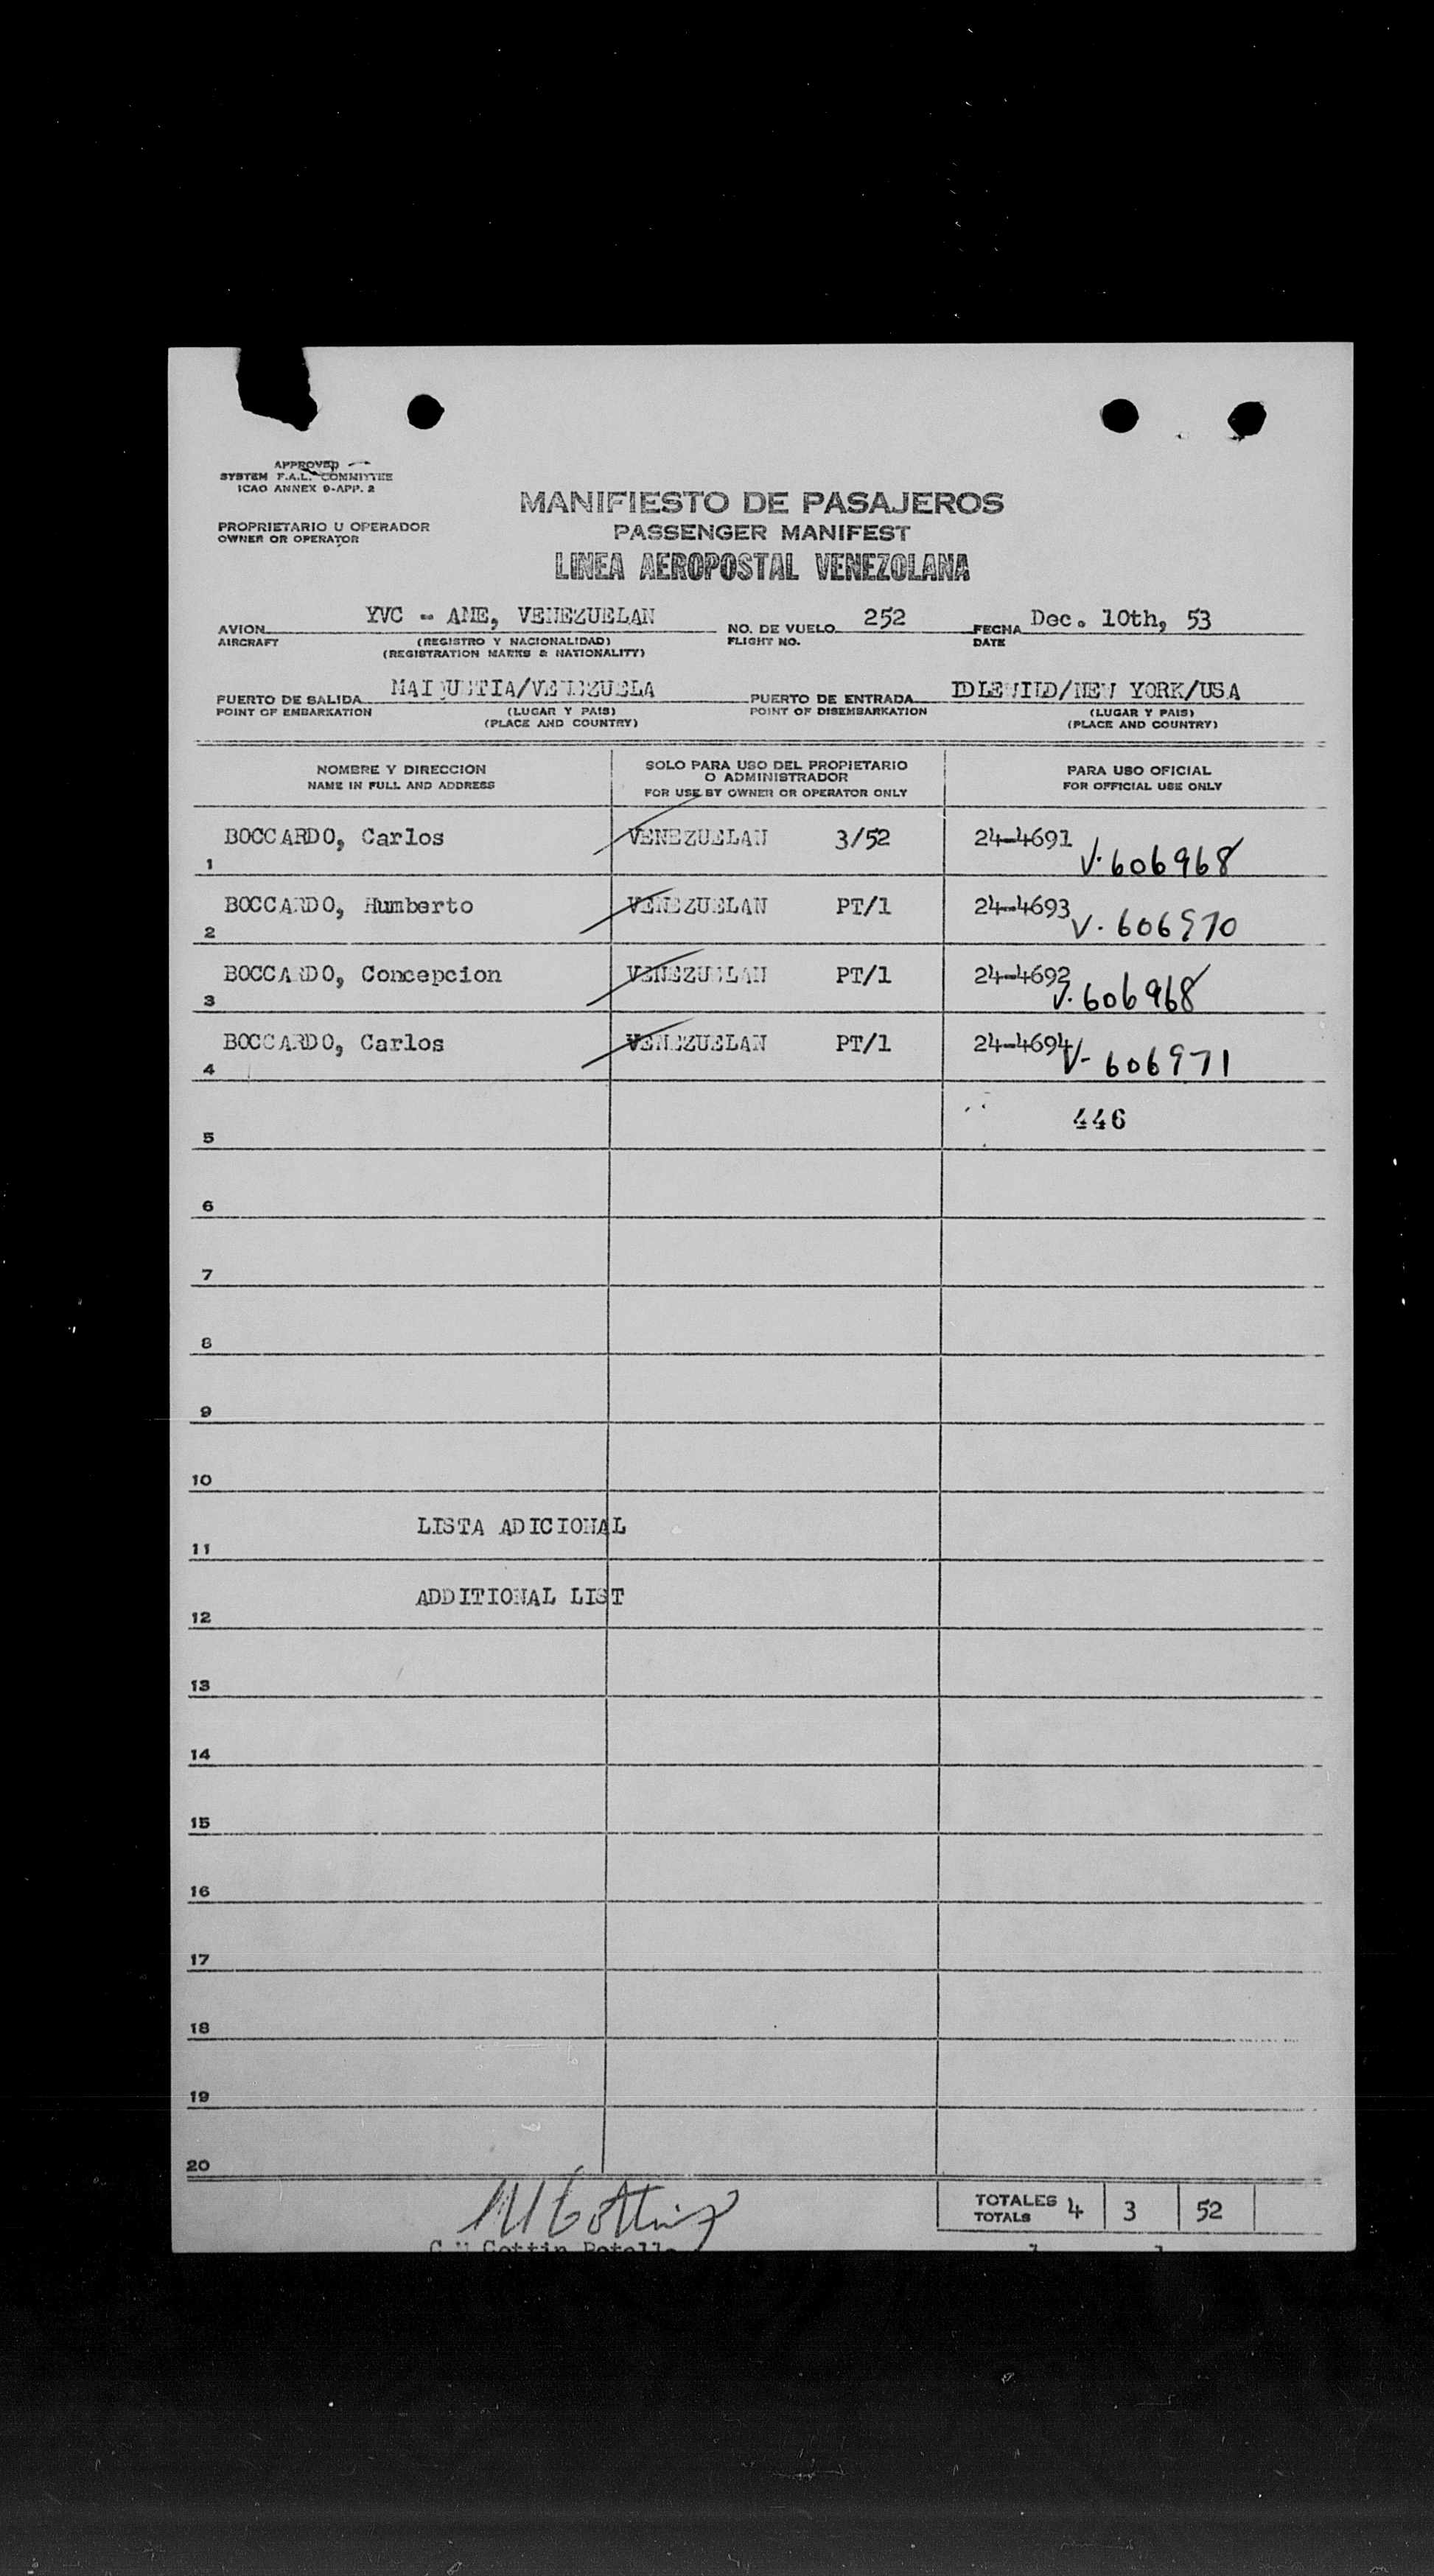 APPROVED
SYSTEM F.A.L. COMMITTEE
ICAO ANNEX 9-APP. 2
MANIFIESTO DE PASAJEROS
PROPRIETARIO U OPERADOR
OWNER OR OPERATOR
PASSENGER MANIFEST
LINEA AEROPOSTAL VENEZOLANA
AVION YVC - AME, VENEZUELAN NO. DE VUELO 252 FECHA Dec. 10th, 53
AIRCRAFT (REGISTRO Y NACIONALIDAD) FLIGHT NO. DATE
(REGISTRATION MARKS & NATIONALITY)
PUERTO DE SALIDA MAIQUETIA/VENEZUELA PUERTO DE ENTRADA IDLEWILD/NEW YORK/USA
POINT OF EMBARKATION (LUGAR Y PAIS) POINT OF DISEMBARKATION (LUGAR Y PAIS)
(PLACE AND COUNTRY) (PLACE AND COUNTRY)
NOMBRE Y DIRECCION
NAME IN FULL AND ADDRESS
SOLO PARA USO DEL PROPIETARIO
O ADMINISTRADOR
FOR USE BY OWNER OR OPERATOR ONLY
PARA USO OFICIAL
FOR OFFICIAL USE ONLY
1 BOCCARDO, Carlos VENEZUELAN 3/52 24-4691 V.606968
2 BOCCARDO, Humberto VENEZUELAN PT/1 24-4693 V-606970
3 BOCCARDO, Concepcion VENEZUELAN PT/1 24-4692 V.606968
4 BOCCARDO, Carlos VENEZUELAN PT/1 24-4694 V-606971
5 446
6
7
8
9
10
11 LISTA ADICIONAL
12 ADDITIONAL LIST
13
14
15
16
17
18
19
20
TOTALES 4 3 52
TOTALS
Cottin